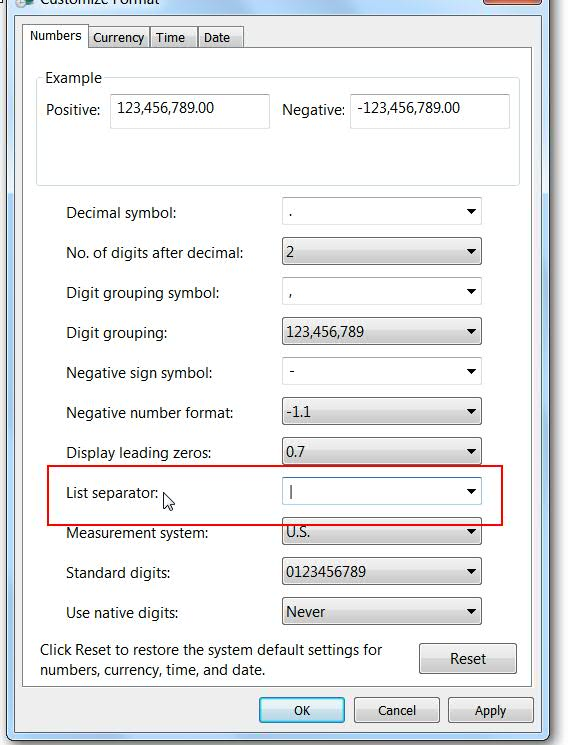 Customize Format
Numbers Currency Time Date
Example
Positive: 123,456,789.00 Negative: -123,456,789.00
Decimal symbol: .
No. of digits after decimal: 2
Digit grouping symbol: ,
Digit grouping: 123,456,789
Negative sign symbol: -
Negative number format: -1.1
Display leading zeros: 0.7
List separator: |
Measurement system: U.S.
Standard digits: 0123456789
Use native digits: Never
Click Reset to restore the system default settings for
numbers, currency, time, and date.
Reset
OK Cancel Apply